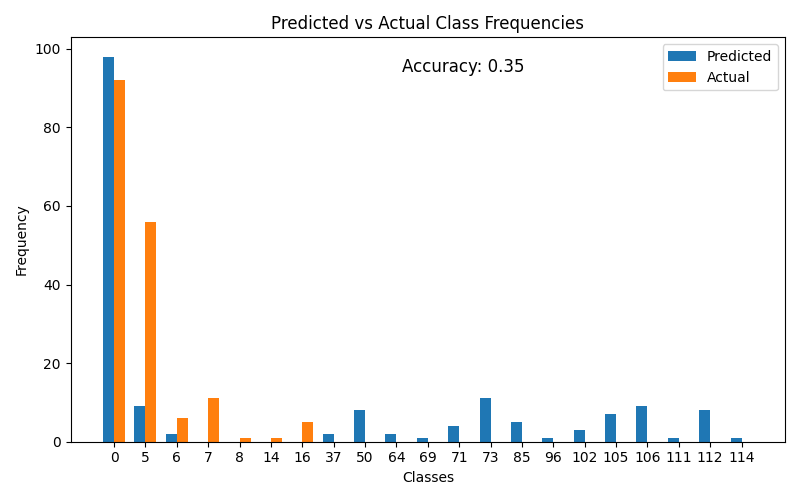 Predicted vs Actual Class Frequencies
Accuracy: 0.35
Predicted
Actual
Frequency
100
80
60
40
20
0
0 5 6 7 8 14 16 37 50 64 69 71 73 85 96 102 105 106 111 112 114
Classes